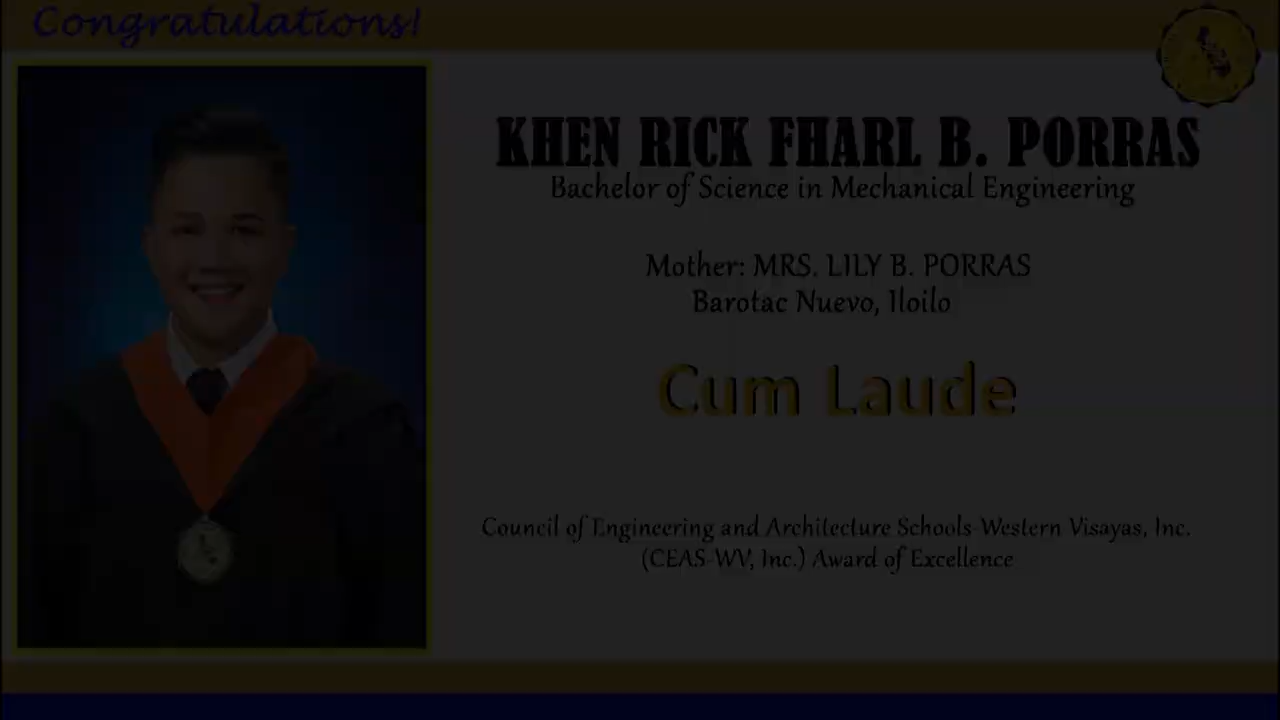 Congratulations!
KHEN RICK FHARL B. PORRAS
Bachelor of Science in Mechanical Engineering
Mother: MRS. LILY B. PORRAS
Barotac Nuevo, Iloilo
Cum Laude
Council of Engineering and Architecture Schools-Western Visayas, Inc.
(CEAS-WV, Inc.) Award of Excellence